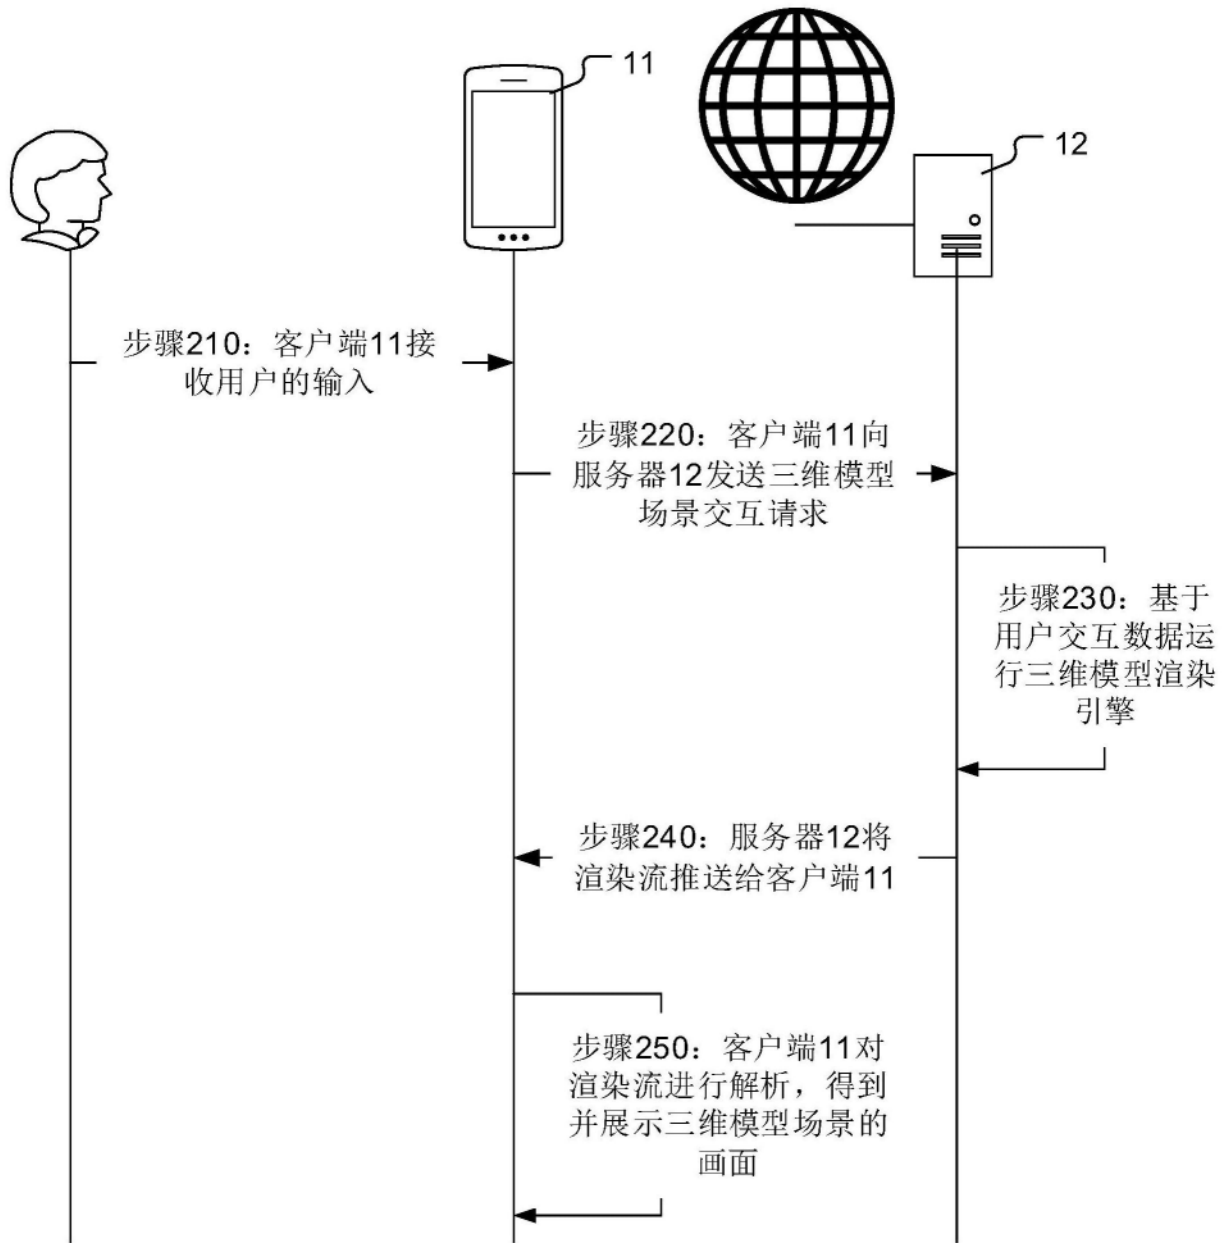 11
12
步骤210：客户端11接
收用户的输入
步骤220：客户端11向
服务器12发送三维模型
场景交互请求
步骤230：基于
用户交互数据运
行三维模型渲染
引擎
步骤240：服务器12将
渲染流推送给客户端11
步骤250：客户端11对
渲染流进行解析，得到
并展示三维模型场景的
画面